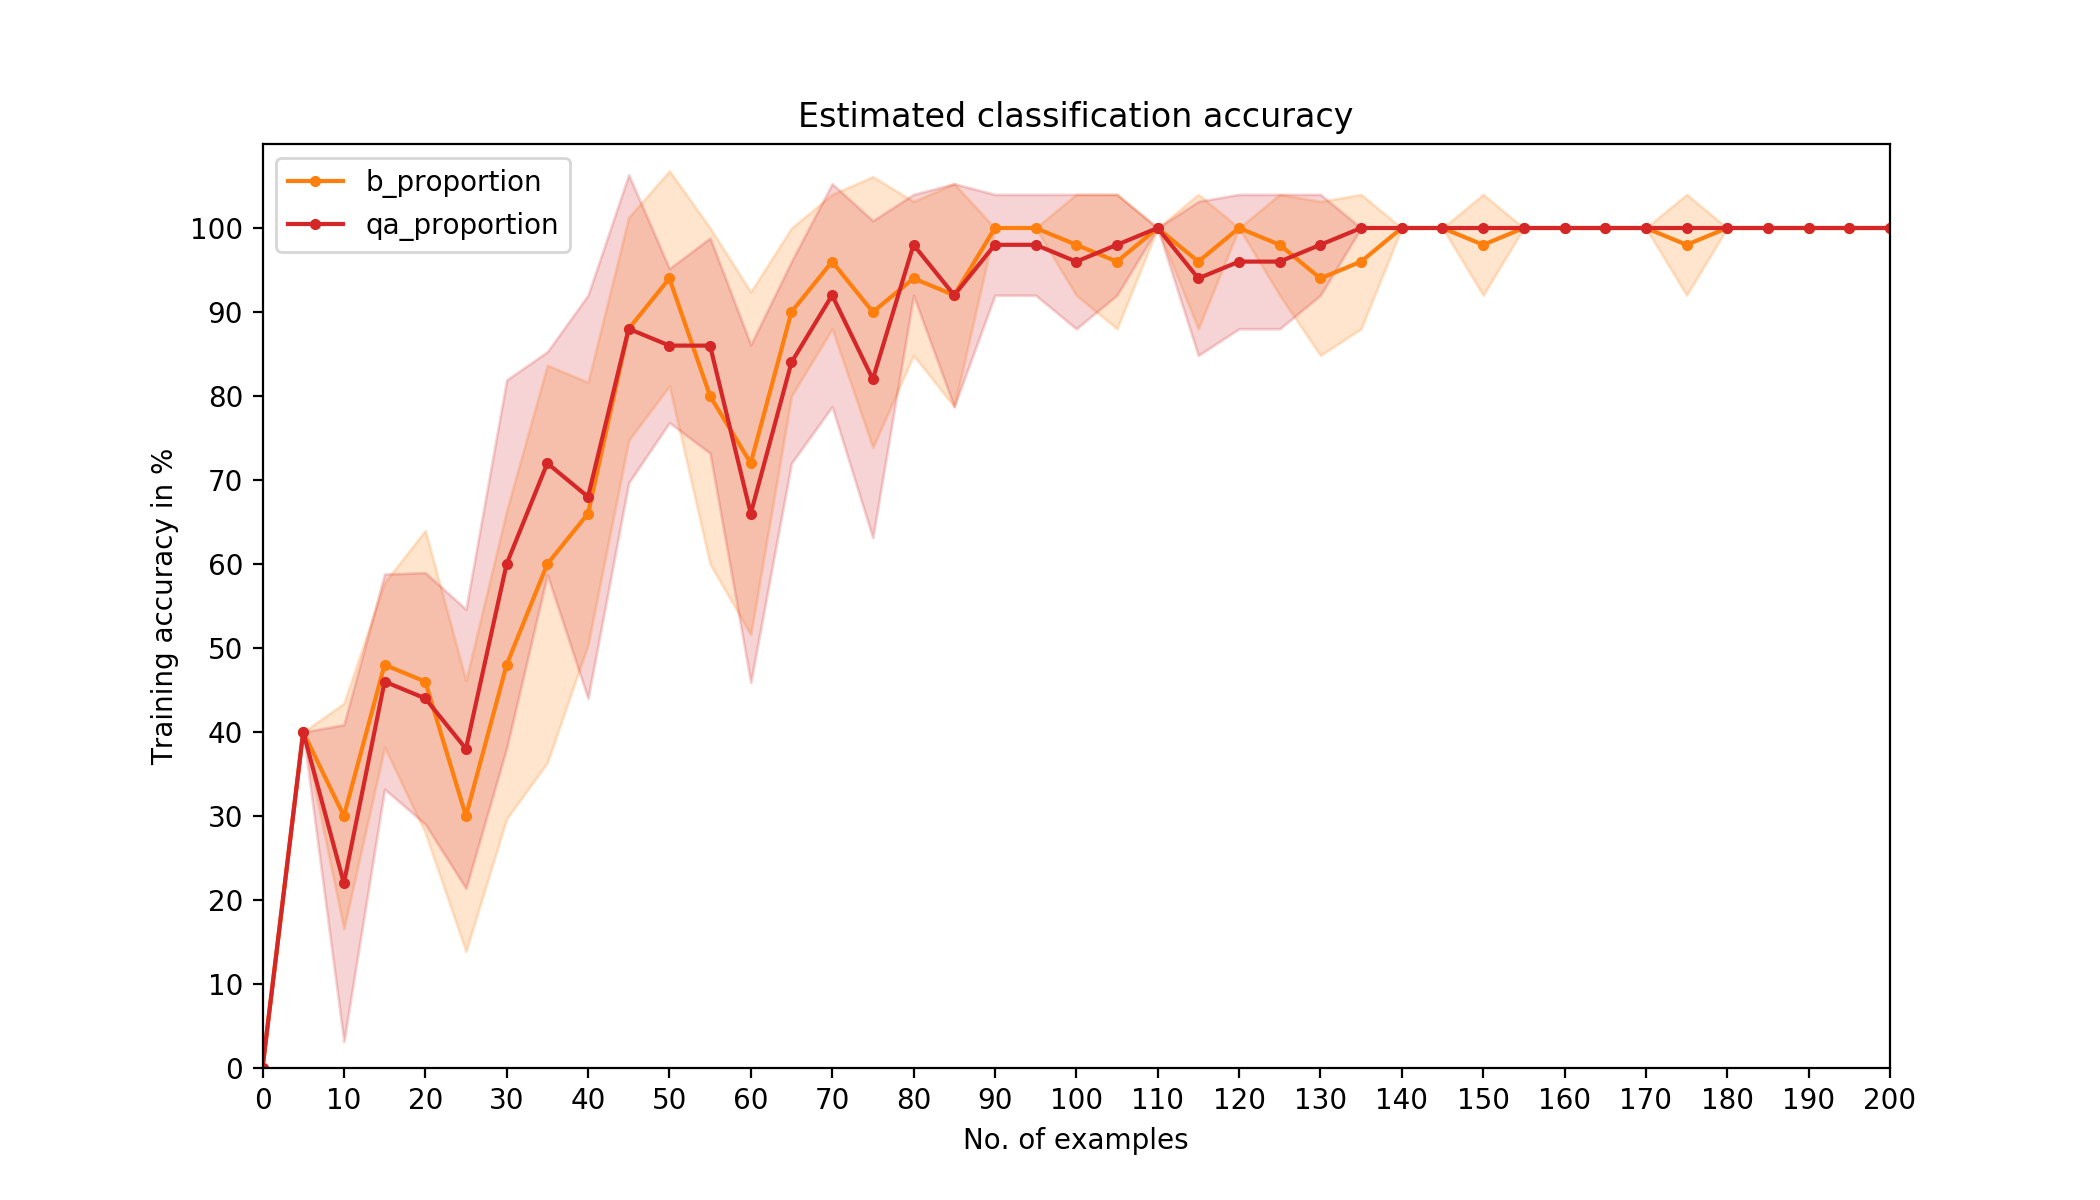 Estimated classification accuracy
b_proportion
qa_proportion
100
90
80
70
60
50
40
30
20
10
0
Training accuracy in %
0 10 20 30 40 50 60 70 80 90 100 110 120 130 140 150 160 170 180 190 200
No. of examples